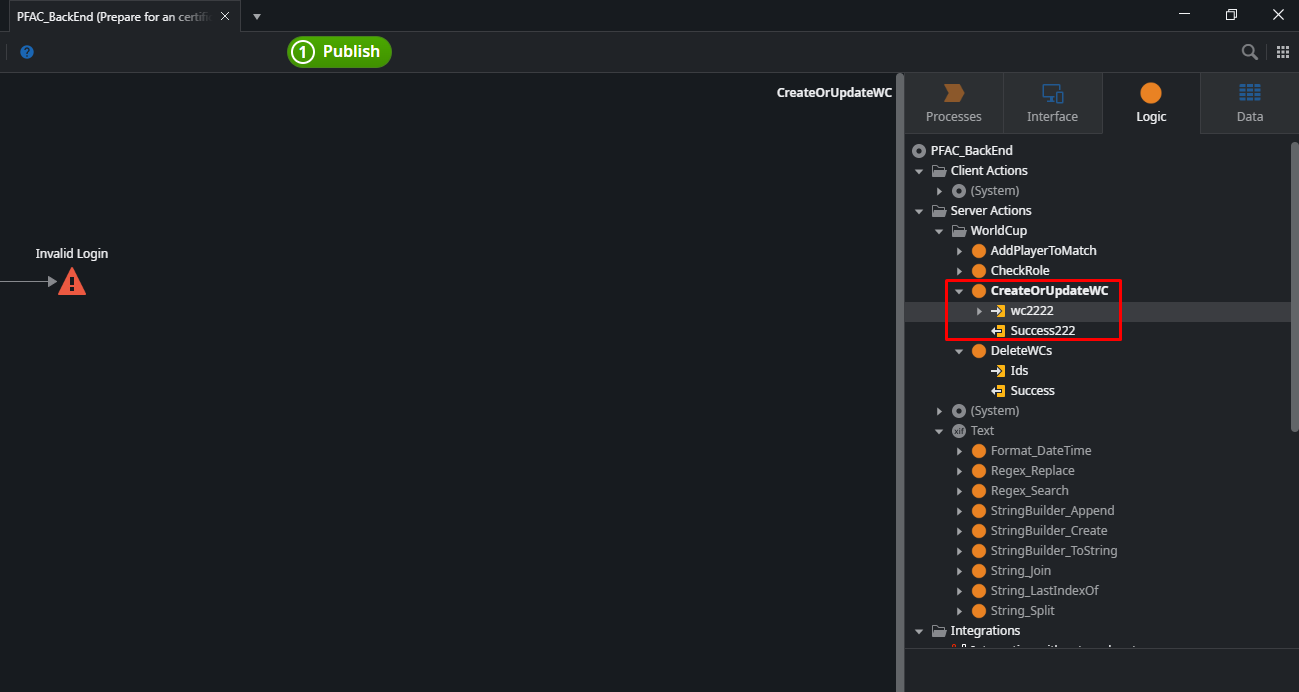 PFAC_BackEnd (Prepare for an certifi
1 Publish
CreateOrUpdateWC
Invalid Login
Processes
Interface
Logic
Data
PFAC_BackEnd
Client Actions
(System)
Server Actions
WorldCup
AddPlayerToMatch
CheckRole
CreateOrUpdateWC
wc2222
Success222
DeleteWCs
Ids
Success
(System)
xif Text
Format_DateTime
Regex_Replace
Regex_Search
StringBuilder_Append
StringBuilder_Create
StringBuilder_ToString
String_Join
String_LastIndexOf
String_Split
Integrations